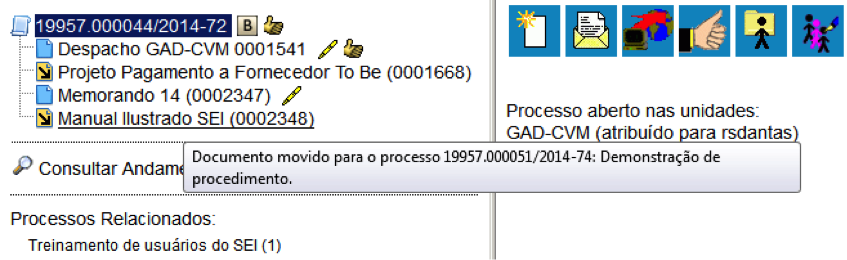 19957.000044/2014-72 B
Despacho GAD-CVM 0001541
Projeto Pagamento a Fornecedor To Be (0001668)
Memorando 14 (0002347)
Manual Ilustrado SEI (0002348)
Consultar Andame
Processos Relacionados:
Treinamento de usuários do SEI (1)
Processo aberto nas unidades:
GAD-CVM (atribuído para rsdantas)
Documento movido para o processo 19957.000051/2014-74: Demonstração de
procedimento.